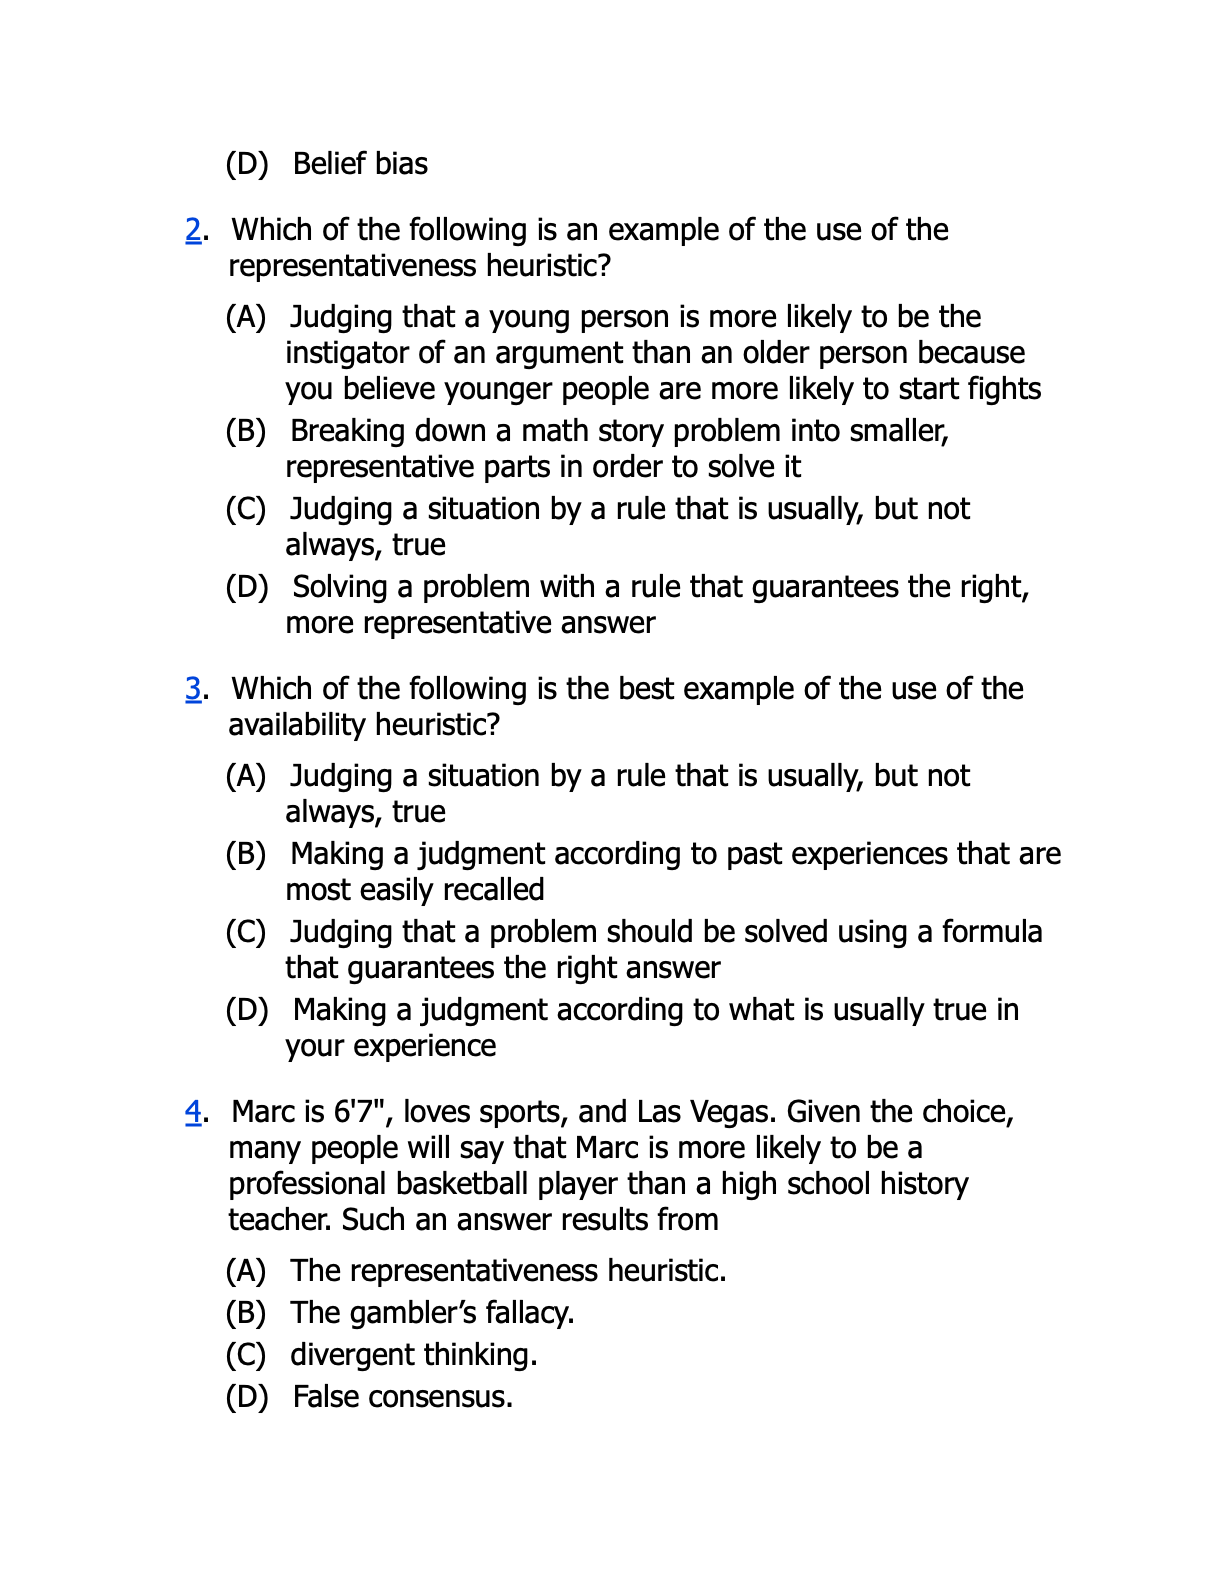 (D) Belief bias
2. Which of the following is an example of the use of the
representativeness heuristic?
(A) Judging that a young person is more likely to be the
instigator of an argument than an older person because
you believe younger people are more likely to start fights
(B) Breaking down a math story problem into smaller,
representative parts in order to solve it
(C) Judging a situation by a rule that is usually, but not
always, true
(D) Solving a problem with a rule that guarantees the right,
more representative answer
3. Which of the following is the best example of the use of the
availability heuristic?
(A) Judging a situation by a rule that is usually, but not
always, true
(B) Making a judgment according to past experiences that are
most easily recalled
(C) Judging that a problem should be solved using a formula
that guarantees the right answer
(D) Making a judgment according to what is usually true in
your experience
4. Marc is 6'7", loves sports, and Las Vegas. Given the choice,
many people will say that Marc is more likely to be a
professional basketball player than a high school history
teacher. Such an answer results from
(A) The representativeness heuristic.
(B) The gambler’s fallacy.
(C) divergent thinking.
(D) False consensus.